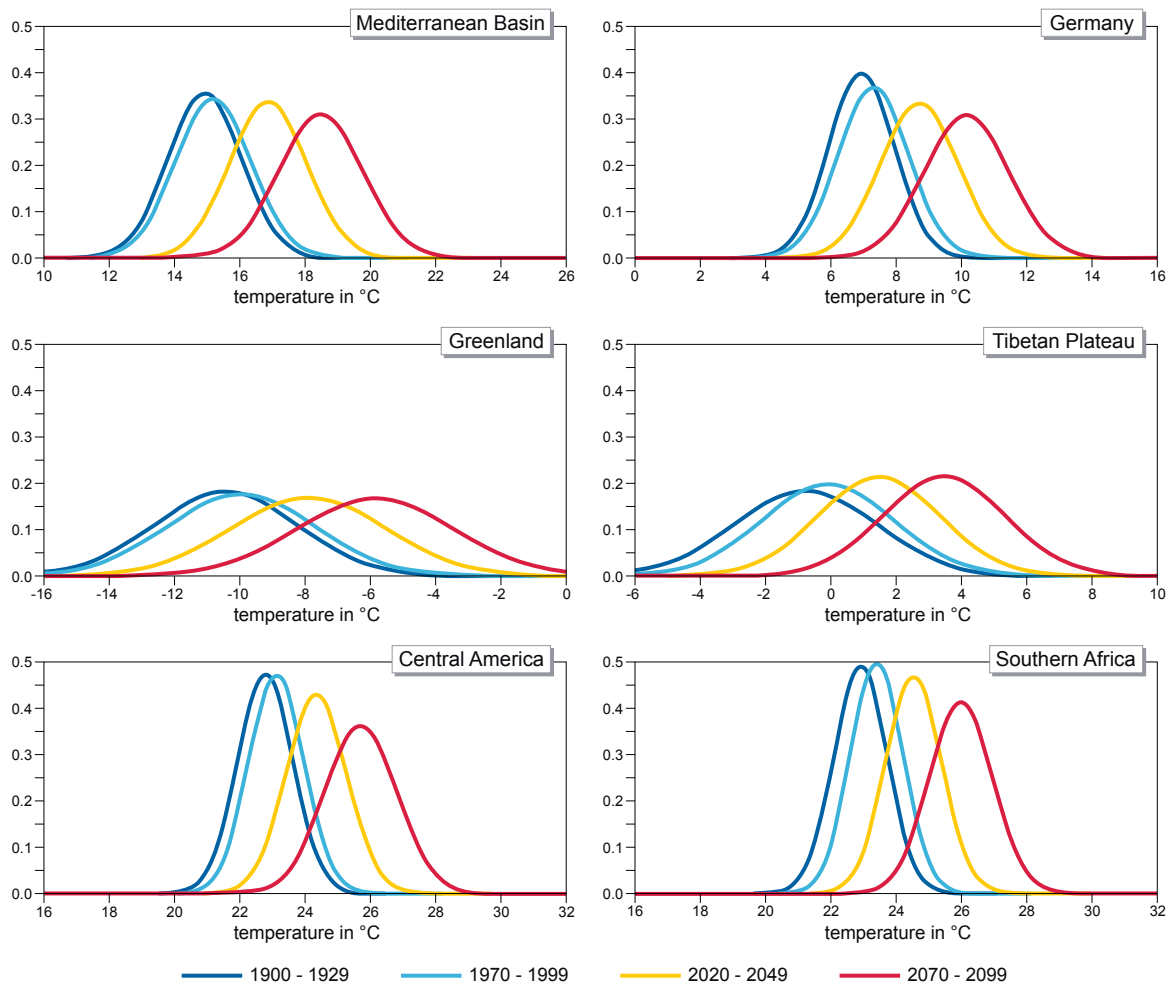 Mediterranean Basin
0.5
0.4
0.3
0.2
0.1
0.0
10 12 14 16 18 20 22 24 26
temperature in °C
Germany
0.5
0.4
0.3
0.2
0.1
0.0
0 2 4 6 8 10 12 14 16
temperature in °C
Greenland
0.5
0.4
0.3
0.2
0.1
0.0
-16 -14 -12 -10 -8 -6 -4 -2 0
temperature in °C
Tibetan Plateau
0.5
0.4
0.3
0.2
0.1
0.0
-6 -4 -2 0 2 4 6 8 10
temperature in °C
Central America
0.5
0.4
0.3
0.2
0.1
0.0
16 18 20 22 24 26 28 30 32
temperature in °C
Southern Africa
0.5
0.4
0.3
0.2
0.1
0.0
16 18 20 22 24 26 28 30 32
temperature in °C
1900 - 1929 1970 - 1999 2020 - 2049 2070 - 2099